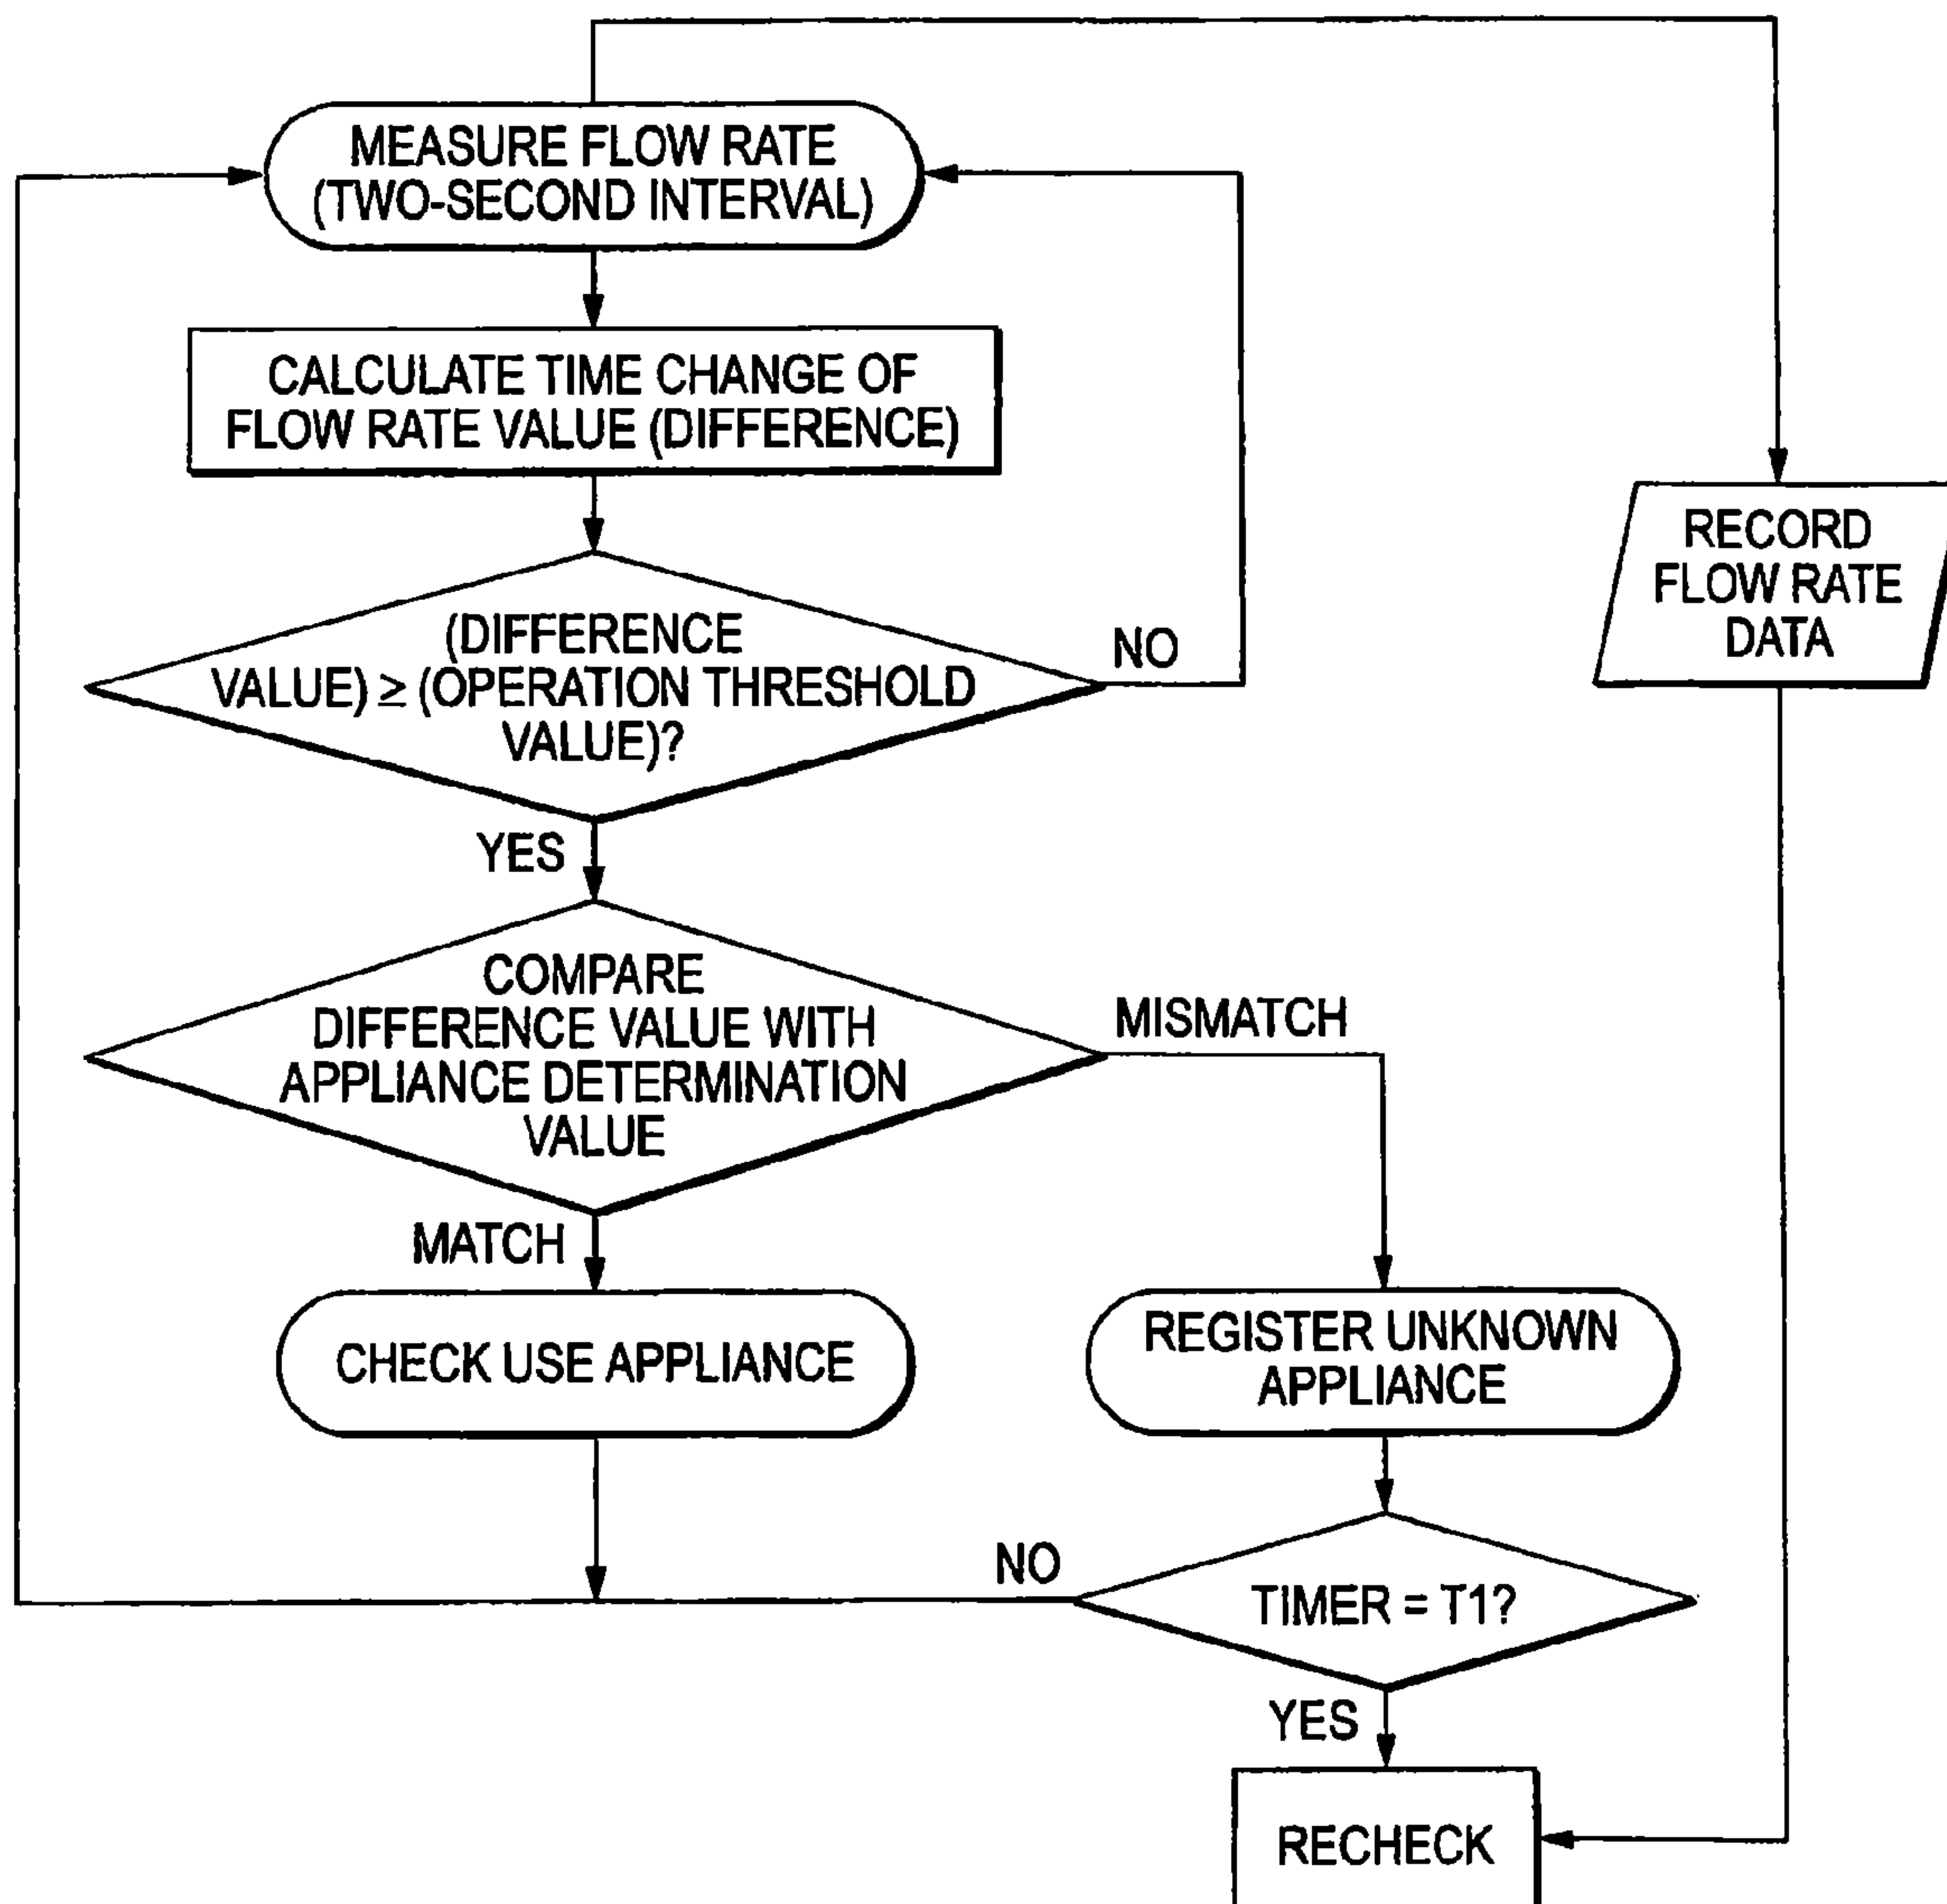 MEASURE FLOW RATE
(TWO-SECOND INTERVAL)
CALCULATE TIME CHANGE OF
FLOW RATE VALUE (DIFFERENCE)
RECORD
FLOW RATE
DATA
(DIFFERENCE
VALUE) ≥ (OPERATION THRESHOLD
VALUE)?
NO
YES
COMPARE
DIFFERENCE VALUE WITH
APPLIANCE DETERMINATION
VALUE
MISMATCH
MATCH
CHECK USE APPLIANCE
REGISTER UNKNOWN
APPLIANCE
NO
TIMER = T1?
YES
RECHECK